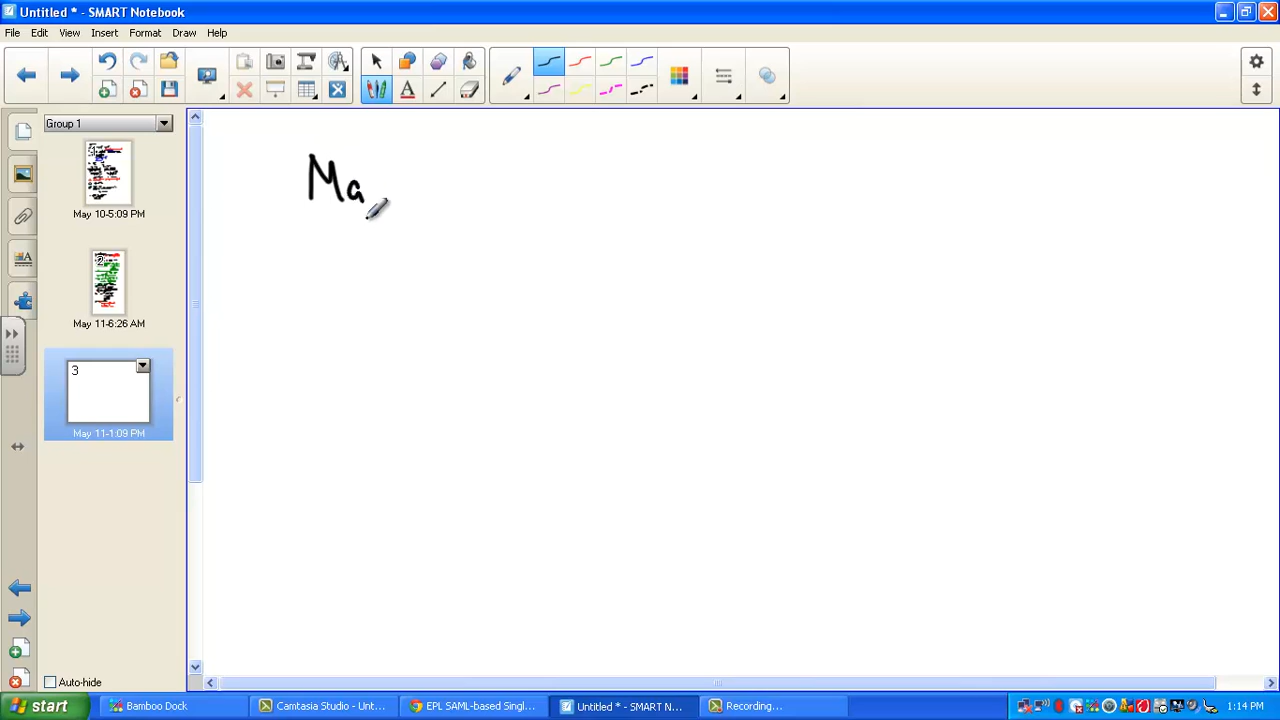 Untitled * - SMART Notebook
File Edit View Insert Format Draw Help
Group 1
May 10-5:09 PM
May 11-6:26 AM
3
May 11-1:09 PM
Ma
Auto-hide
start
Bamboo Dock
Camtasia Studio - Unt...
EPL SAML-based Singl...
Untitled * - SMART N...
Recording...
1:14 PM